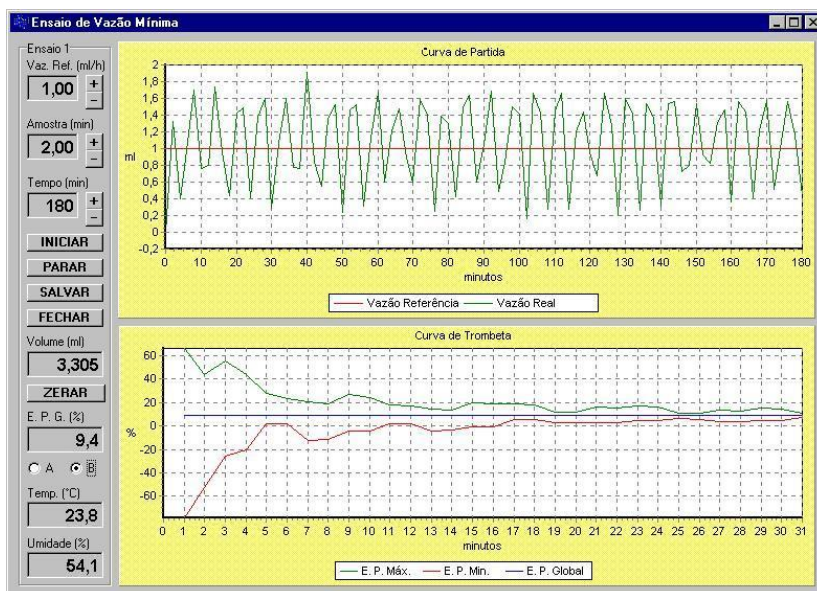 Ensaio de Vazão Mínima
Ensaio 1
Vaz. Ref. (ml/h)
1,00
+
-
Amostra (min)
2,00
+
-
Tempo (min)
180
+
-
INICIAR
PARAR
SALVAR
FECHAR
Volume (ml)
3,305
ZERAR
E. P. G. (%)
9,4
A B
Temp. (°C)
23,8
Umidade (%)
54,1
Curva de Partida
2
1,8
1,6
1,4
1,2
1
0,8
0,6
0,4
0,2
0
-0,2
ml
0 10 20 30 40 50 60 70 80 90 100 110 120 130 140 150 160 170 180
minutos
Vazão Referência Vazão Real
Curva de Trombeta
60
40
20
0
-20
-40
-60
%
0 1 2 3 4 5 6 7 8 9 10 11 12 13 14 15 16 17 18 19 20 21 22 23 24 25 26 27 28 29 30 31
minutos
E. P. Máx. E. P. Min. E. P. Global